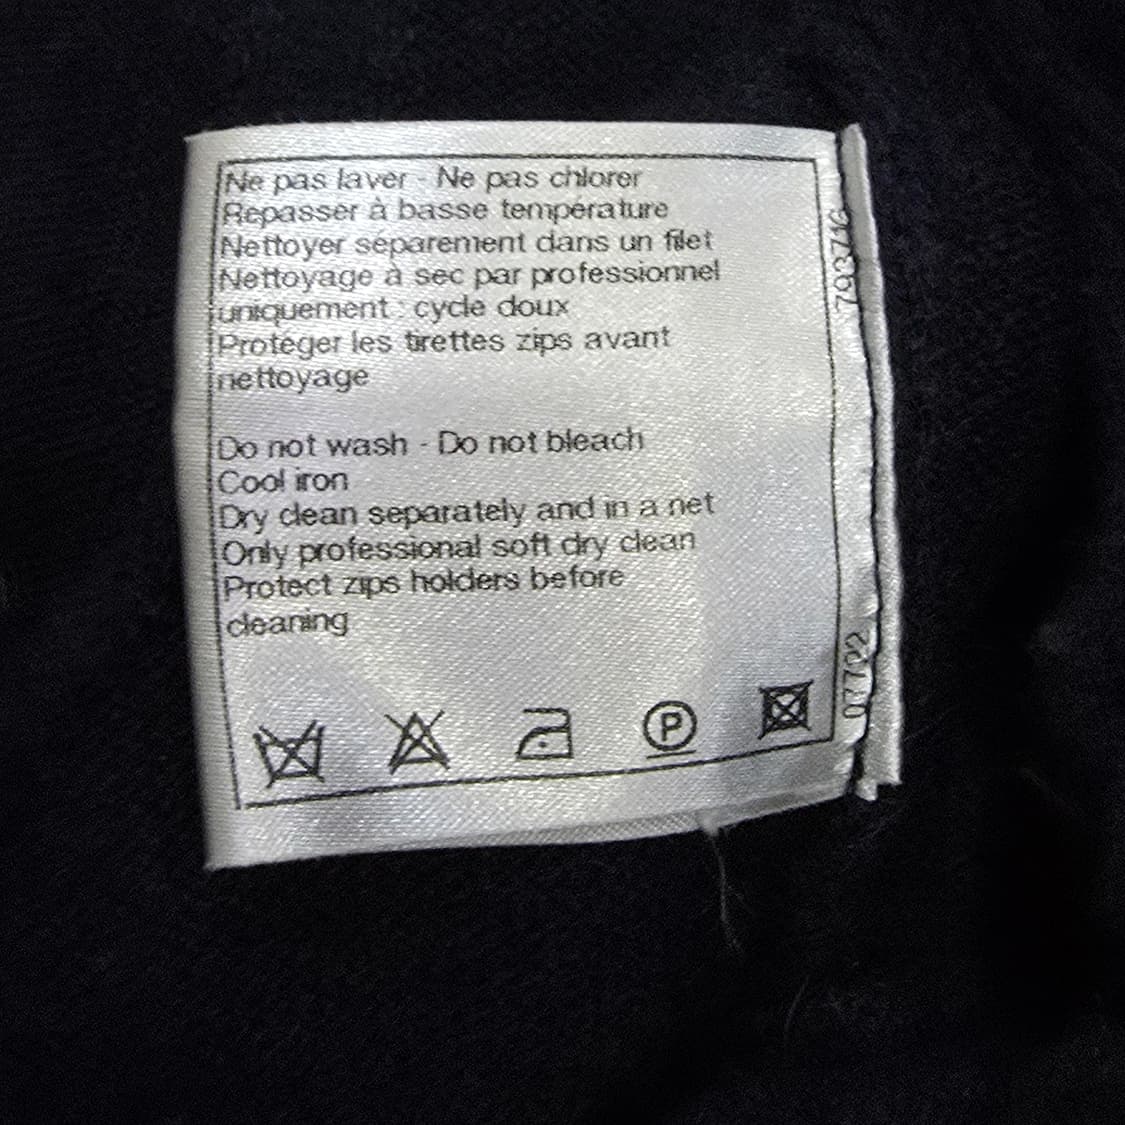 Ne pas laver - Ne pas chlorer
Repasser à basse température
Nettoyer séparement dans un filet
Nettoyage à sec par professionnel
uniquement : cycle doux
Protéger les tirettes zips avant
nettoyage
Do not wash - Do not bleach
Cool iron
Dry clean separately and in a net
Only professional soft dry clean
Protect zips holders before
cleaning
P